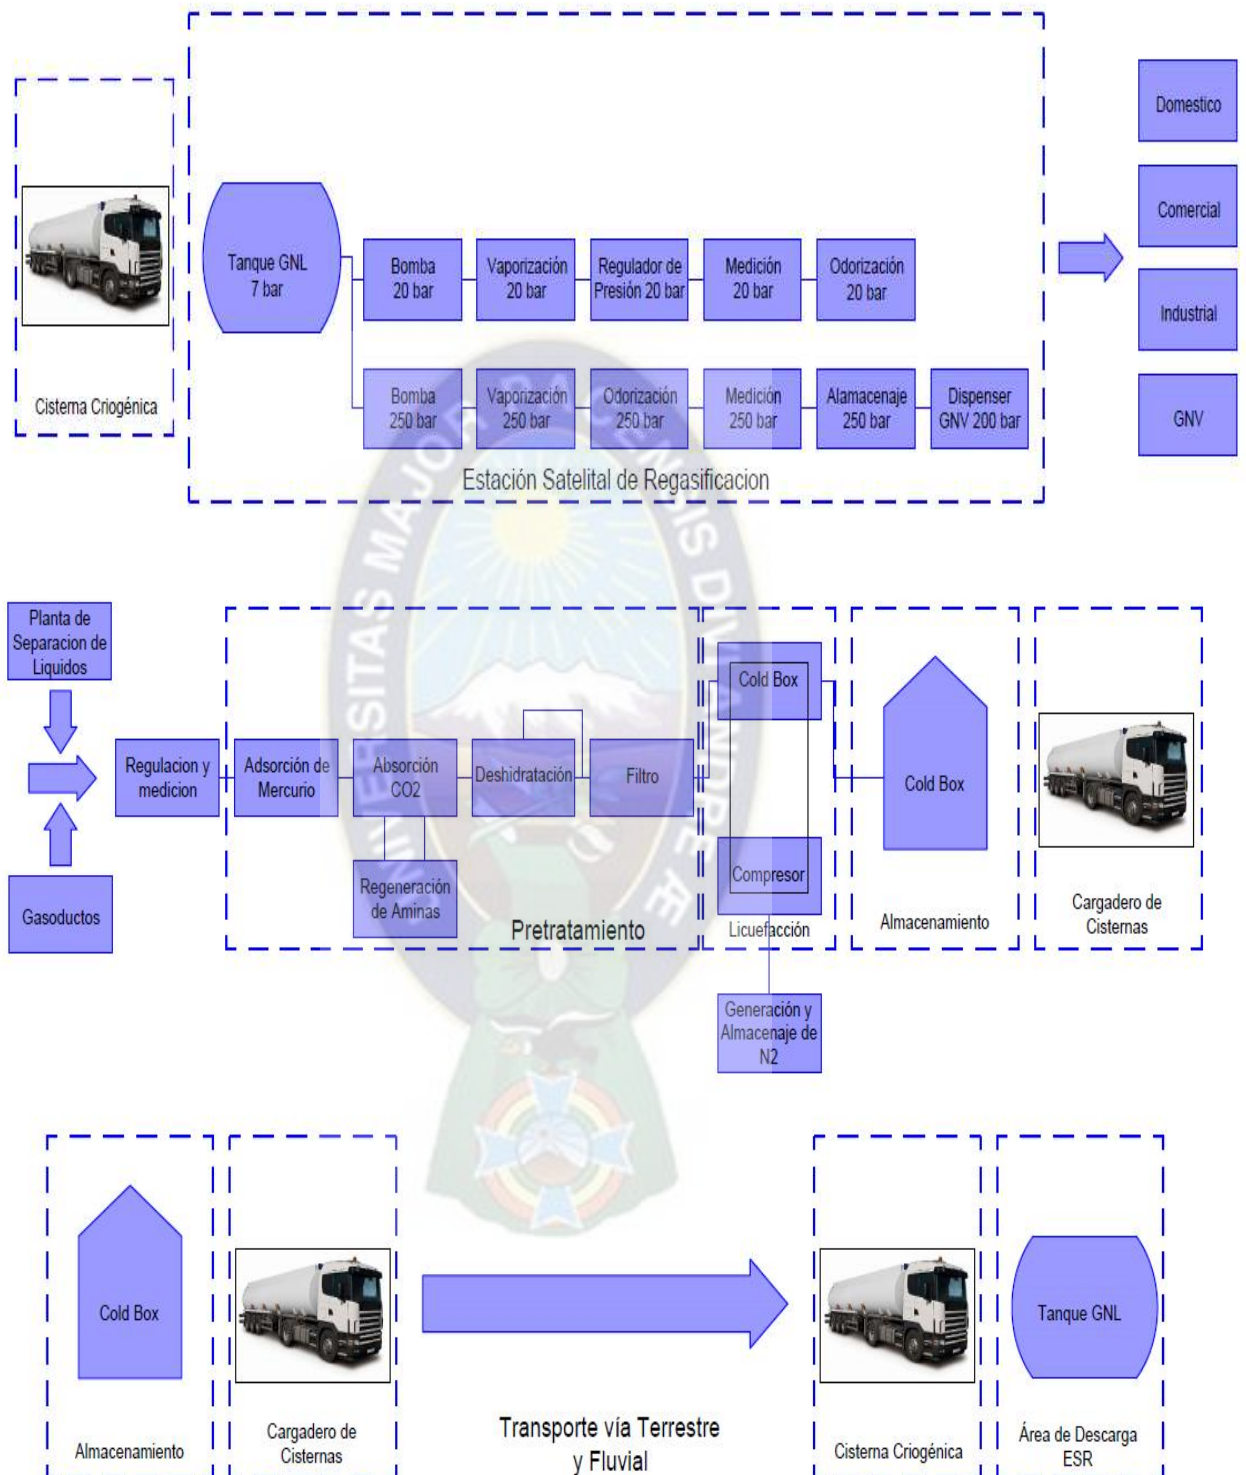 Cisterna Criogénica
Tanque GNL
7 bar
Bomba
20 bar
Vaporización
20 bar
Regulador de
Presión 20 bar
Medición
20 bar
Odorización
20 bar
Bomba
250 bar
Vaporización
250 bar
Odorización
250 bar
Medición
250 bar
Alamacenaje
250 bar
Dispenser
GNV 200 bar
Estación Satelital de Regasificacion
Domestico
Comercial
Industrial
GNV
Planta de
Separacion de
Liquidos
Gasoductos
Regulacion y
medicion
Adsorción de
Mercurio
Absorción
CO2
Regeneración
de Aminas
Deshidratación
Filtro
Pretratamiento
Cold Box
Compresor
Licuefacción
Generación y
Almacenaje de
N2
Cold Box
Almacenamiento
Cargadero de
Cisternas
UNIVERSITAS MAJOR PACENSIS DIVI ANDREÆ
Cold Box
Almacenamiento
Cargadero de
Cisternas
Transporte vía Terrestre
y Fluvial
Cisterna Criogénica
Tanque GNL
Área de Descarga
ESR